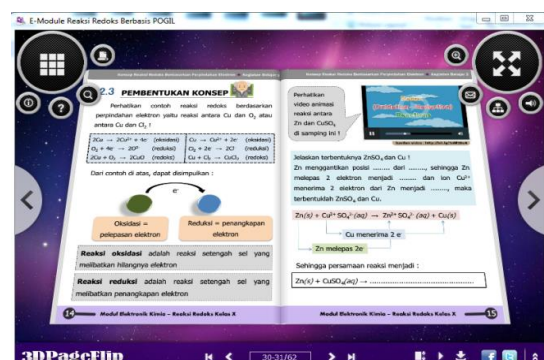 E-Module Reaksi Redoks Berbasis POGIL
2.3 PEMBENTUKAN KONSEP
Perhatikan contoh reaksi redoks berdasarkan
perpindahan elektron yaitu reaksi antara Cu dan O₂ atau
antara Cu dan Cl₂ !
2Cu → 2Cu²⁺ + 4e⁻ (oksidasi)
O₂ + 4e⁻ → 2O²⁻ (reduksi)
2Cu + O₂ → 2CuO (redoks)
Cu → Cu²⁺ + 2e⁻ (oksidasi)
Cl₂ + 2e⁻ → 2Cl⁻ (reduksi)
Cu + Cl₂ → CuCl₂ (redoks)
Dari contoh di atas, dapat disimpulkan :
e⁻
Oksidasi =
pelepasan elektron
Reduksi = penangkapan
elektron
Reaksi oksidasi adalah reaksi setengah sel yang
melibatkan hilangnya elektron
Reaksi reduksi adalah reaksi setengah sel yang
melibatkan penangkapan elektron
14
Modul Elektronik Kimia – Reaksi Redoks Kelas X
Perhatikan
video animasi
reaksi antara
Zn dan CuSO₄
di samping ini !
Jelaskan terbentuknya ZnSO₄ dan Cu !
Zn menggantikan posisi ........ dari ........, sehingga Zn
melepas 2 elektron menjadi ........ dan ion Cu²⁺
menerima 2 elektron dari Zn menjadi ......., maka
terbentuklah ZnSO₄ dan Cu.
Zn(s) + Cu²⁺ SO₄²⁻(aq) → Zn²⁺ SO₄²⁻ (aq) + Cu(s)
Cu menerima 2 e⁻
Zn melepas 2e⁻
Sehingga persamaan reaksi menjadi :
Zn(s) + CuSO₄(aq) → ........................................
Modul Elektronik Kimia – Reaksi Redoks Kelas X
15
3DPageFlip
30-31/62